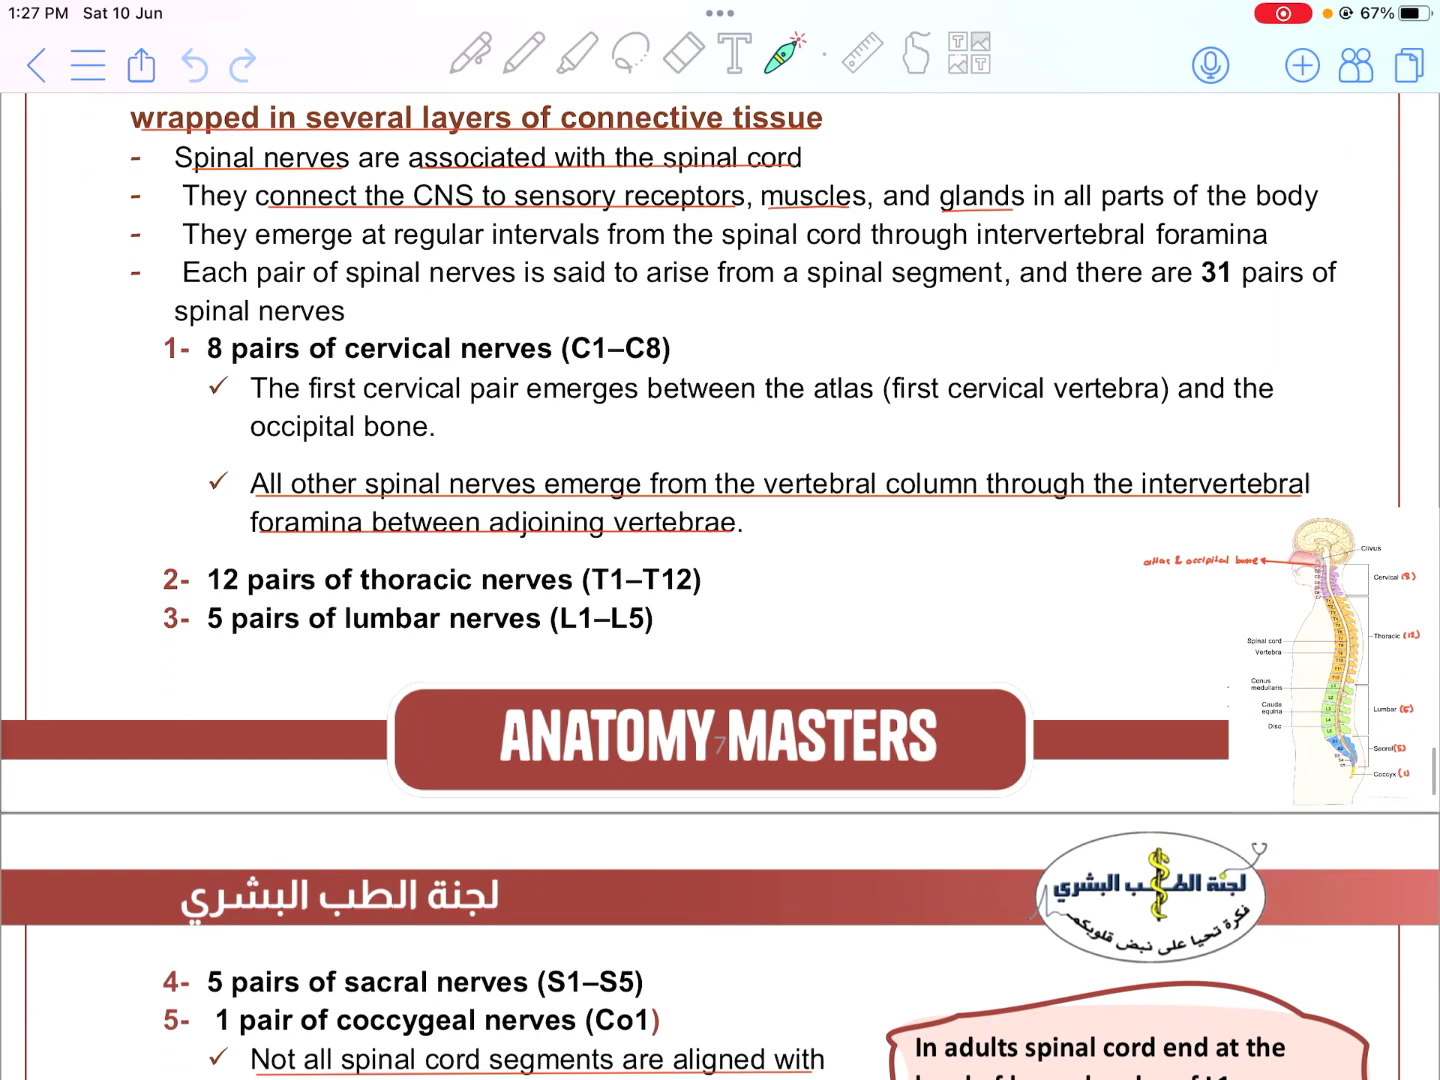 1:27 PM Sat 10 Jun
67%
wrapped in several layers of connective tissue
- Spinal nerves are associated with the spinal cord
- They connect the CNS to sensory receptors, muscles, and glands in all parts of the body
- They emerge at regular intervals from the spinal cord through intervertebral foramina
- Each pair of spinal nerves is said to arise from a spinal segment, and there are 31 pairs of
spinal nerves
1- 8 pairs of cervical nerves (C1–C8)
✓ The first cervical pair emerges between the atlas (first cervical vertebra) and the
occipital bone.
✓ All other spinal nerves emerge from the vertebral column through the intervertebral
foramina between adjoining vertebrae.
2- 12 pairs of thoracic nerves (T1–T12)
3- 5 pairs of lumbar nerves (L1–L5)
Clivus
atlas & occipital bone
Cervical (8)
Thoracic (12)
Spinal cord
Vertebra
Conus
medullaris
Cauda
equina
Disc
Lumbar (5)
Sacral (5)
Coccyx (1)
ANATOMY 7 MASTERS
لجنة الطب البشري
لجنة الطب البشري
فكرة تحيا على نبض قلوبكم
4- 5 pairs of sacral nerves (S1–S5)
5- 1 pair of coccygeal nerves (Co1)
✓ Not all spinal cord segments are aligned with
In adults spinal cord end at the